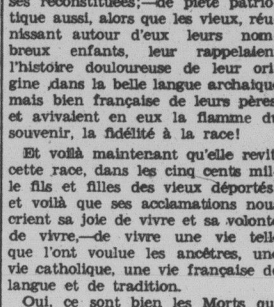 ses reconstituées;—de piété patrio-
tique aussi, alors que les vieux, réu-
nissant autour d'eux leurs nom-
breux enfants, leur rappelaien
l'histoire douloureuse de leur ori-
gine ,dans la belle langue archaïque
mais bien française de leurs pères
et avivaient en eux la flamme du
souvenir, la fidélité à la race!
Et voilà maintenant qu'elle revit
cette race, dans les cinq cents mil-
le fils et filles des vieux déportés
et voilà que ses acclamations nou
crient sa joie de vivre et sa volonté
de vivre,—de vivre une vie telle
que l'ont voulue les ancêtres, une
vie catholique, une vie française de
langue et de tradition.
Oui, ce sont bien les Morts qu